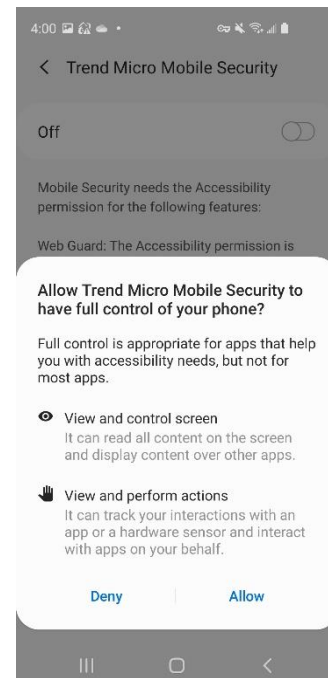 4:00
Trend Micro Mobile Security
Off
Mobile Security needs the Accessibility
permission for the following features:
Web Guard: The Accessibility permission is
Allow Trend Micro Mobile Security to
have full control of your phone?
Full control is appropriate for apps that help
you with accessibility needs, but not for
most apps.
View and control screen
It can read all content on the screen
and display content over other apps.
View and perform actions
It can track your interactions with an
app or a hardware sensor and interact
with apps on your behalf.
Deny
Allow